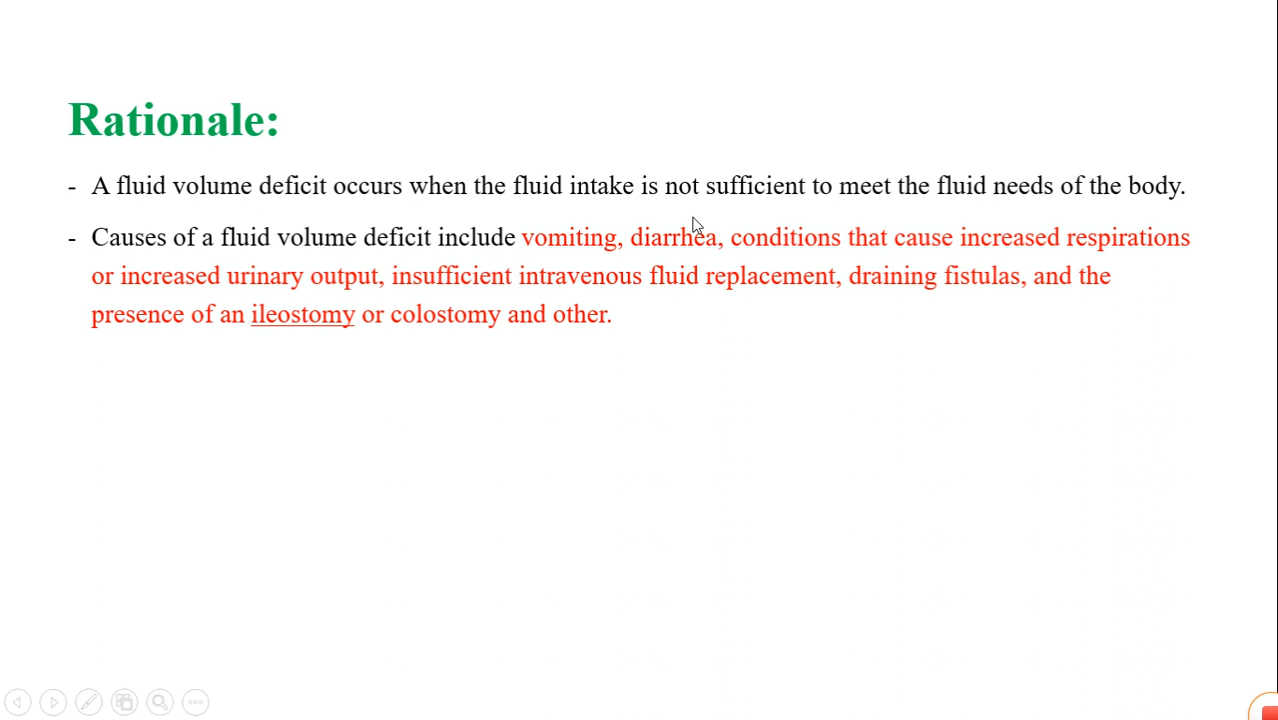 Rationale:
- A fluid volume deficit occurs when the fluid intake is not sufficient to meet the fluid needs of the body.
- Causes of a fluid volume deficit include vomiting, diarrhea, conditions that cause increased respirations
or increased urinary output, insufficient intravenous fluid replacement, draining fistulas, and the
presence of an ileostomy or colostomy and other.